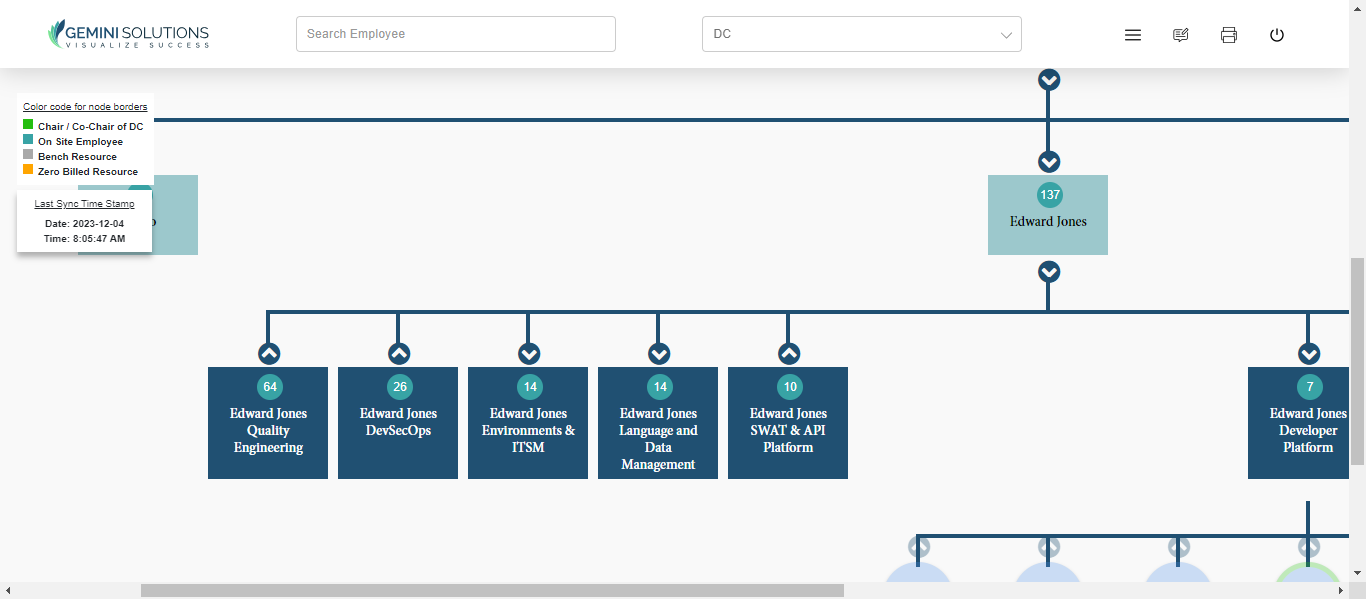 GEMINI SOLUTIONS
VISUALIZE SUCCESS
Search Employee
DC
Color code for node borders
Chair / Co-Chair of DC
On Site Employee
Bench Resource
Zero Billed Resource
Last Sync Time Stamp
Date: 2023-12-04
Time: 8:05:47 AM
137
Edward Jones
64
Edward Jones
Quality
Engineering
26
Edward Jones
DevSecOps
14
Edward Jones
Environments &
ITSM
14
Edward Jones
Language and
Data
Management
10
Edward Jones
SWAT & API
Platform
7
Edward Jones
Developer
Platform